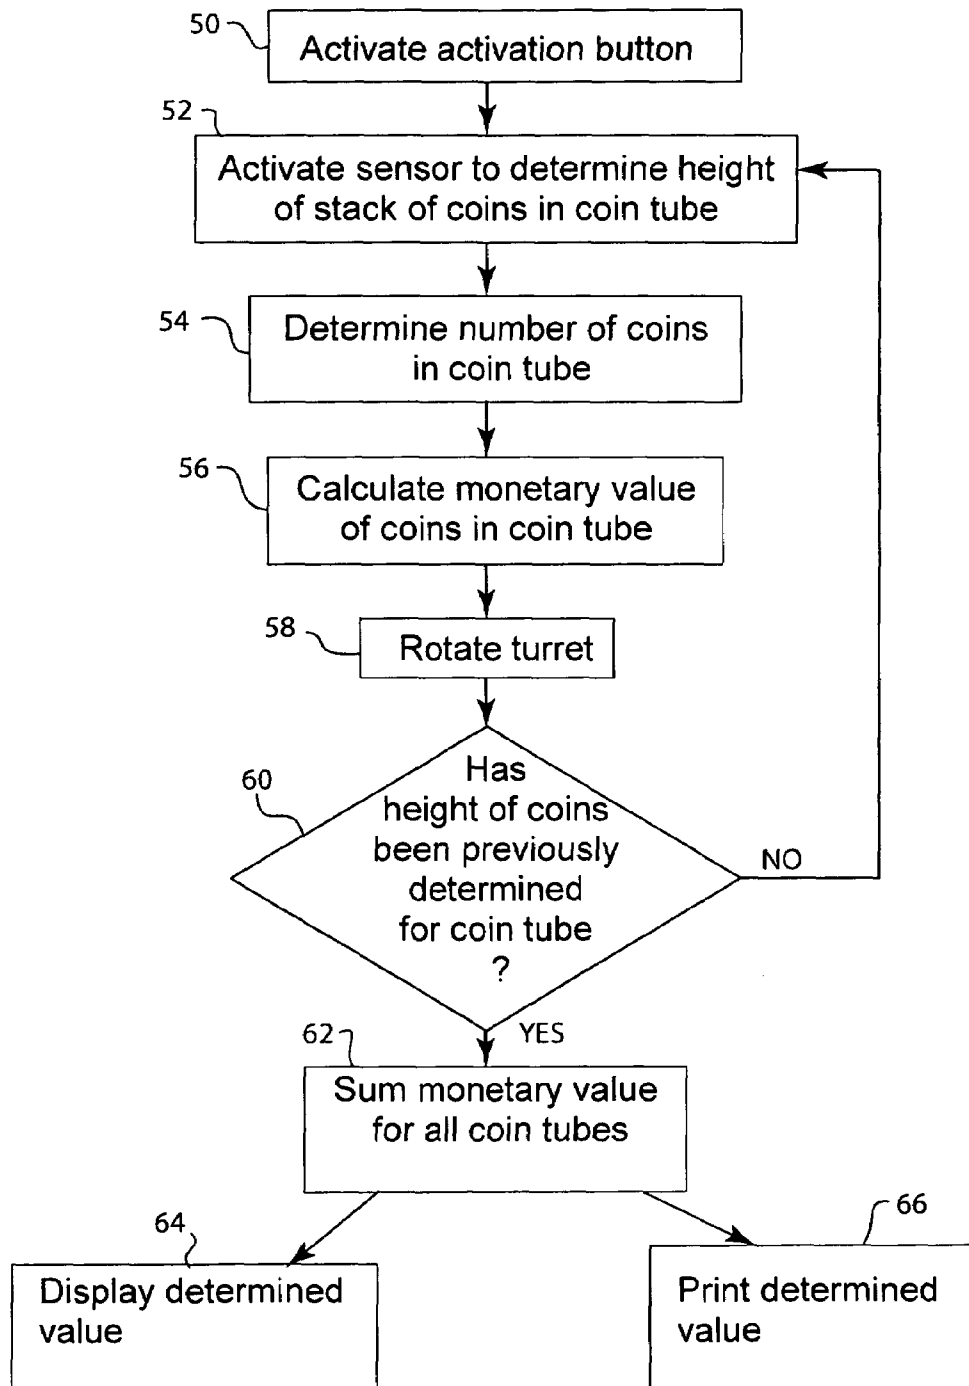 50
Activate activation button
52
Activate sensor to determine height
of stack of coins in coin tube
54
Determine number of coins
in coin tube
56
Calculate monetary value
of coins in coin tube
58
Rotate turret
60
Has
height of coins
been previously
determined
for coin tube
?
NO
YES
62
Sum monetary value
for all coin tubes
64
Display determined
value
66
Print determined
value